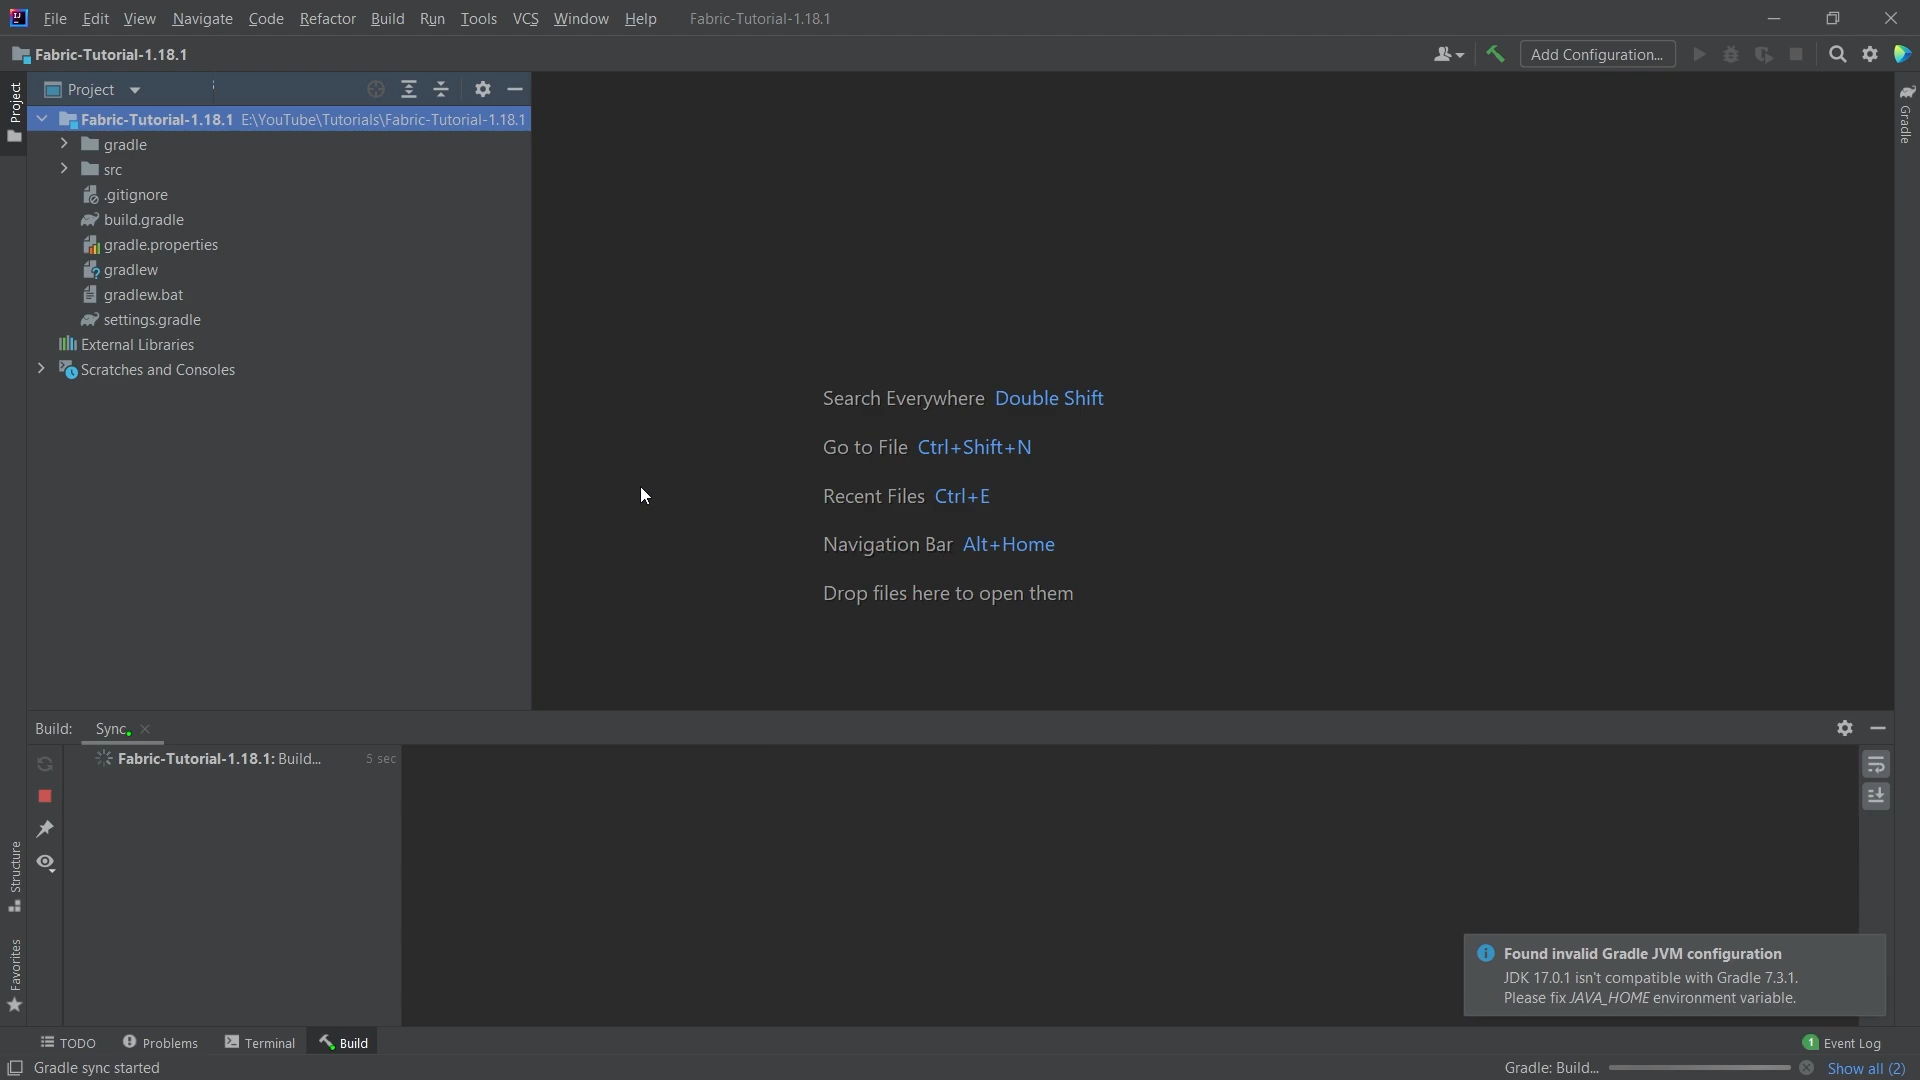 File Edit View Navigate Code Refactor Build Run Tools VCS Window Help Fabric-Tutorial-1.18.1
Fabric-Tutorial-1.18.1
Add Configuration...
Project
Project
Fabric-Tutorial-1.18.1 E:\YouTube\Tutorials\Fabric-Tutorial-1.18.1
gradle
src
.gitignore
build.gradle
gradle.properties
gradlew
gradlew.bat
settings.gradle
External Libraries
Scratches and Consoles
Gradle
Search Everywhere Double Shift
Go to File Ctrl+Shift+N
Recent Files Ctrl+E
Navigation Bar Alt+Home
Drop files here to open them
Build: Sync
Fabric-Tutorial-1.18.1: Build... 5 sec
Structure
Favorites
Found invalid Gradle JVM configuration
JDK 17.0.1 isn't compatible with Gradle 7.3.1.
Please fix JAVA_HOME environment variable.
TODO Problems Terminal Build 1 Event Log
Gradle sync started Gradle: Build... Show all (2)